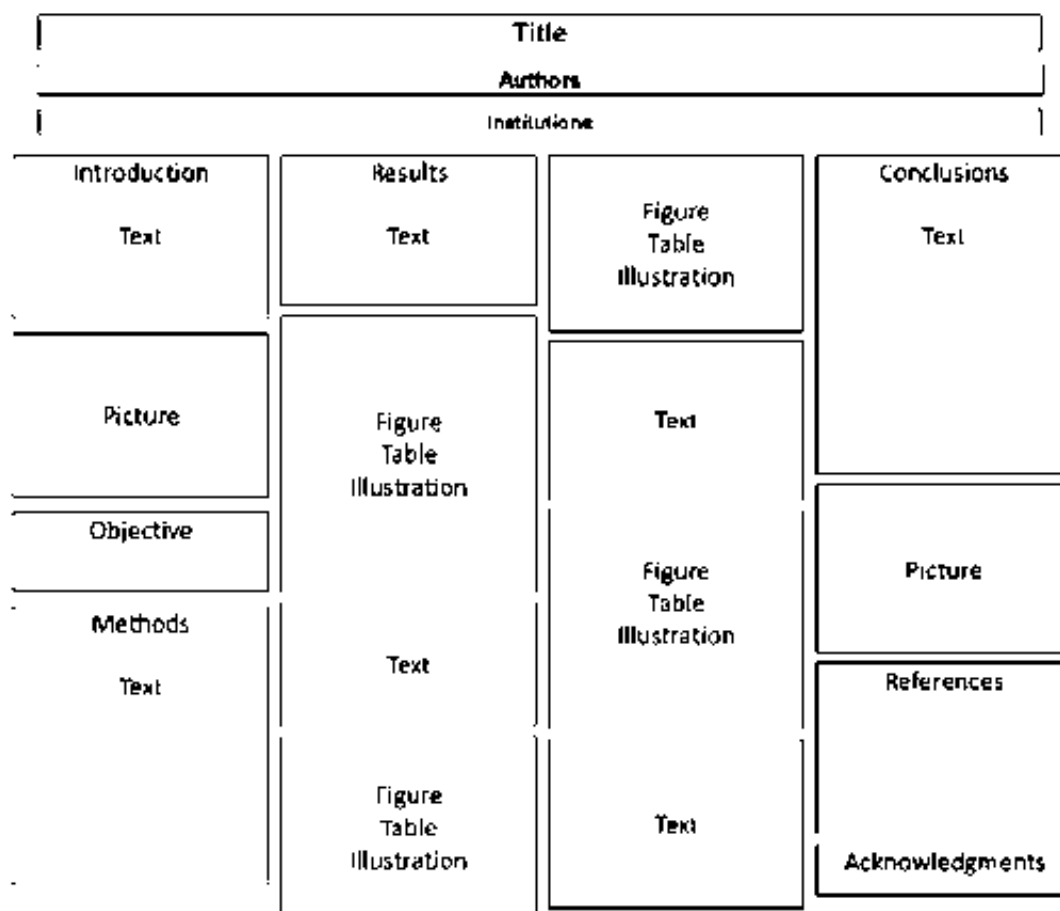 Title
Authors
Institutions
Introduction
Text
Picture
Objective
Methods
Text
Results
Text
Figure
Table
Illustration
Text
Figure
Table
Illustration
Figure
Table
Illustration
Text
Figure
Table
Illustration
Text
Conclusions
Text
Picture
References
Acknowledgments